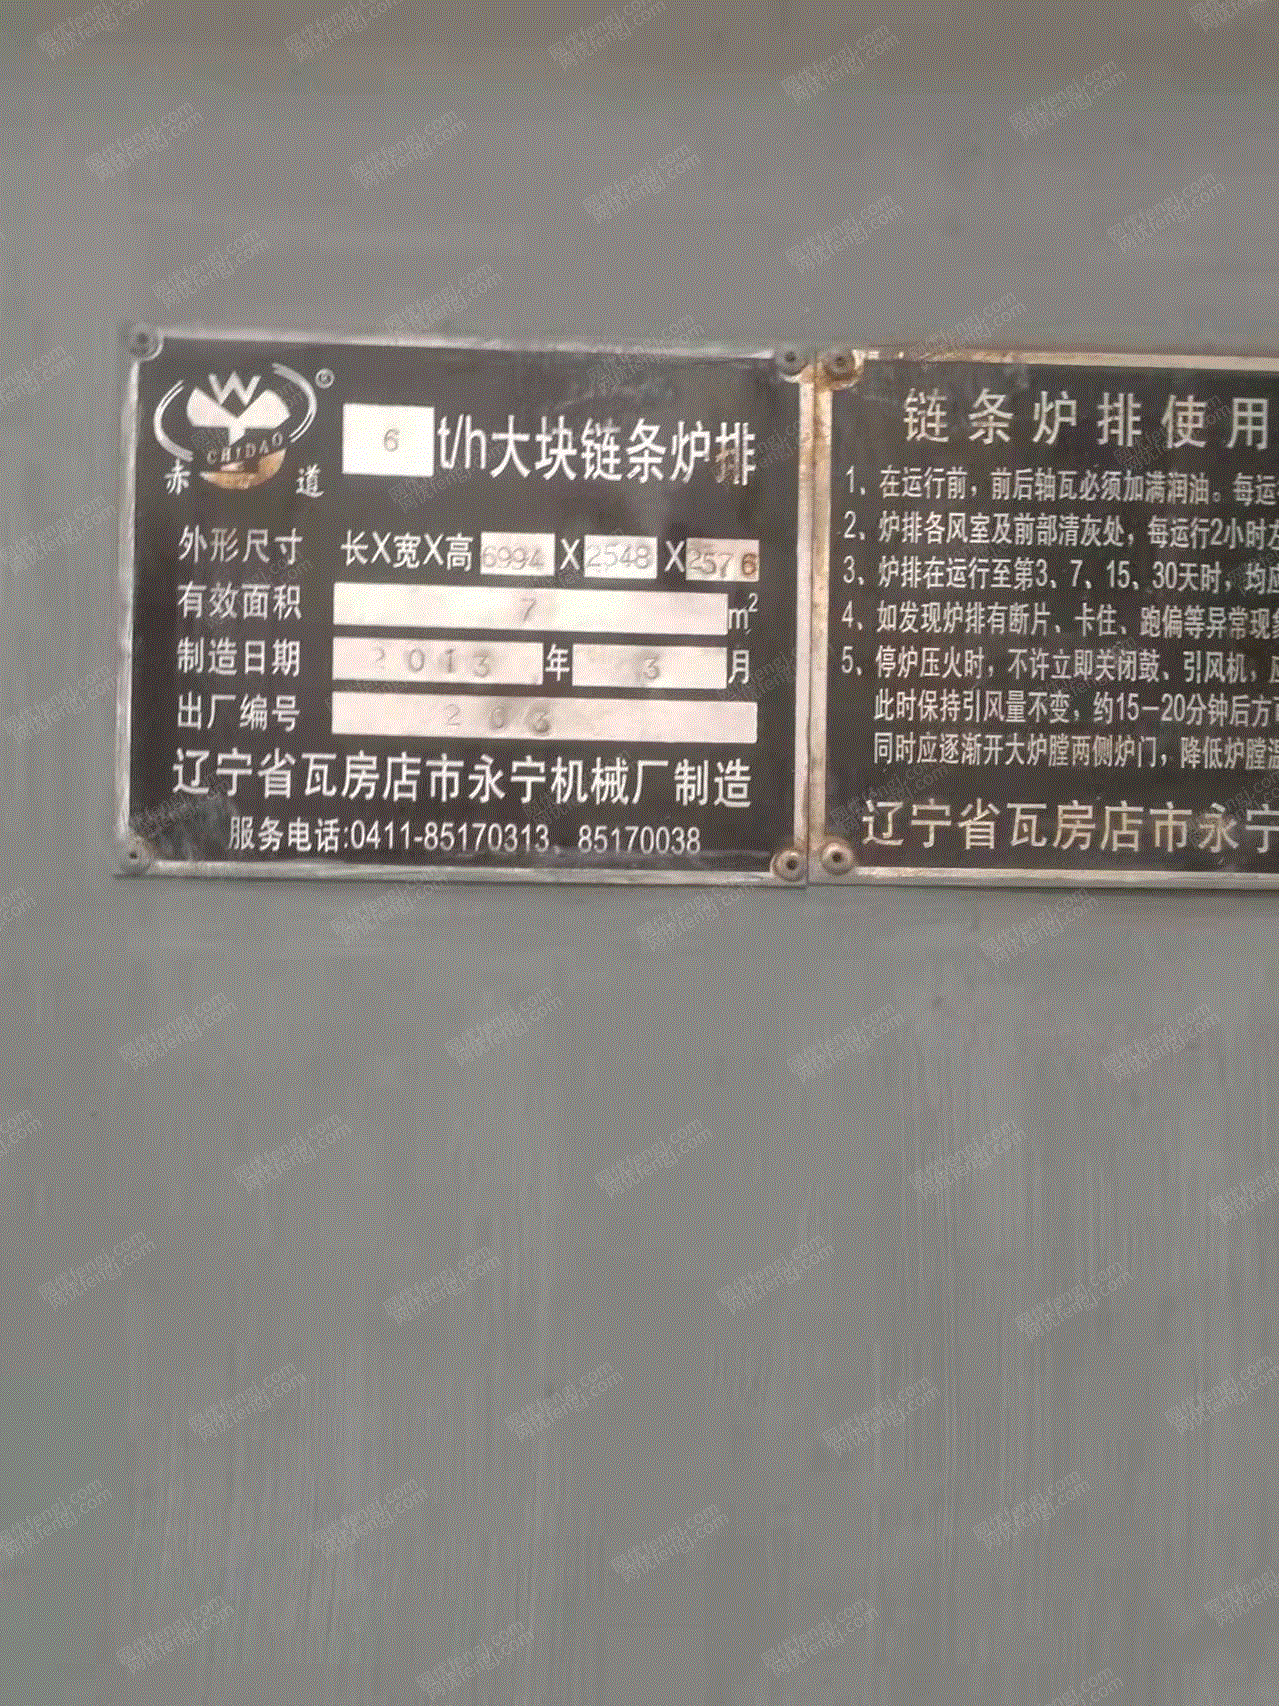 CHIDAO
®
赤 道
6 t/h大块链条炉排
外形尺寸 长X宽X高 6994 X 2548 X 2576
有效面积 7 m²
制造日期 2013 年 3 月
出厂编号 203
辽宁省瓦房店市永宁机械厂制造
服务电话:0411-85170313、85170038
链条炉排使用
1、在运行前，前后轴瓦必须加满润油。每运
2、炉排各风室及前部清灰处，每运行2小时左
3、炉排在运行至第3、7、15、30天时，均应
4、如发现炉排有断片、卡住、跑偏等异常现
5、停炉压火时，不许立即关闭鼓、引风机，应
此时保持引风量不变，约15－20分钟后方
同时应逐渐开大炉膛两侧炉门，降低炉膛温
辽宁省瓦房店市永宁